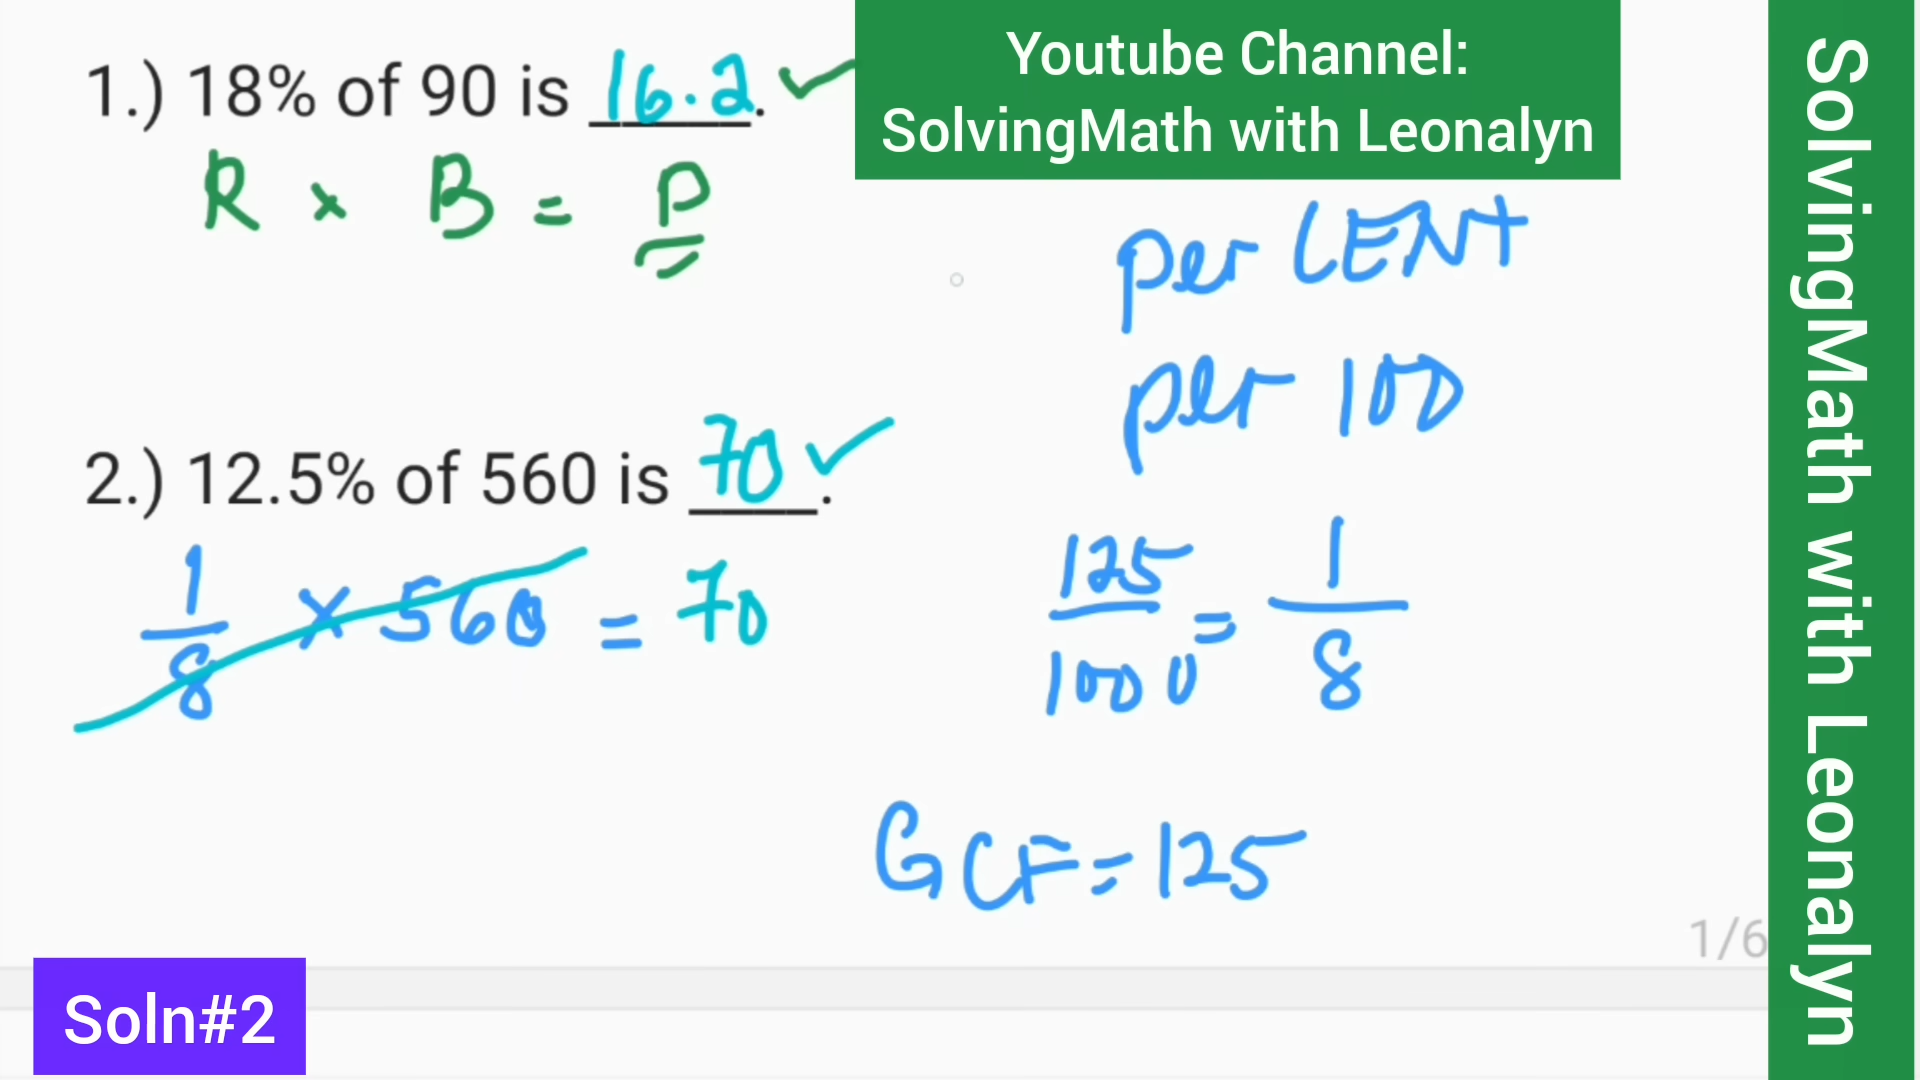 1.) 18% of 90 is 16.2.
R x B = P
Youtube Channel:
SolvingMath with Leonalyn
per CENT
per 100
2.) 12.5% of 560 is 70.
1/8 x 560 = 70
125/1000 = 1/8
GCF = 125
1/6
Soln#2
SolvingMath with Leonalyn